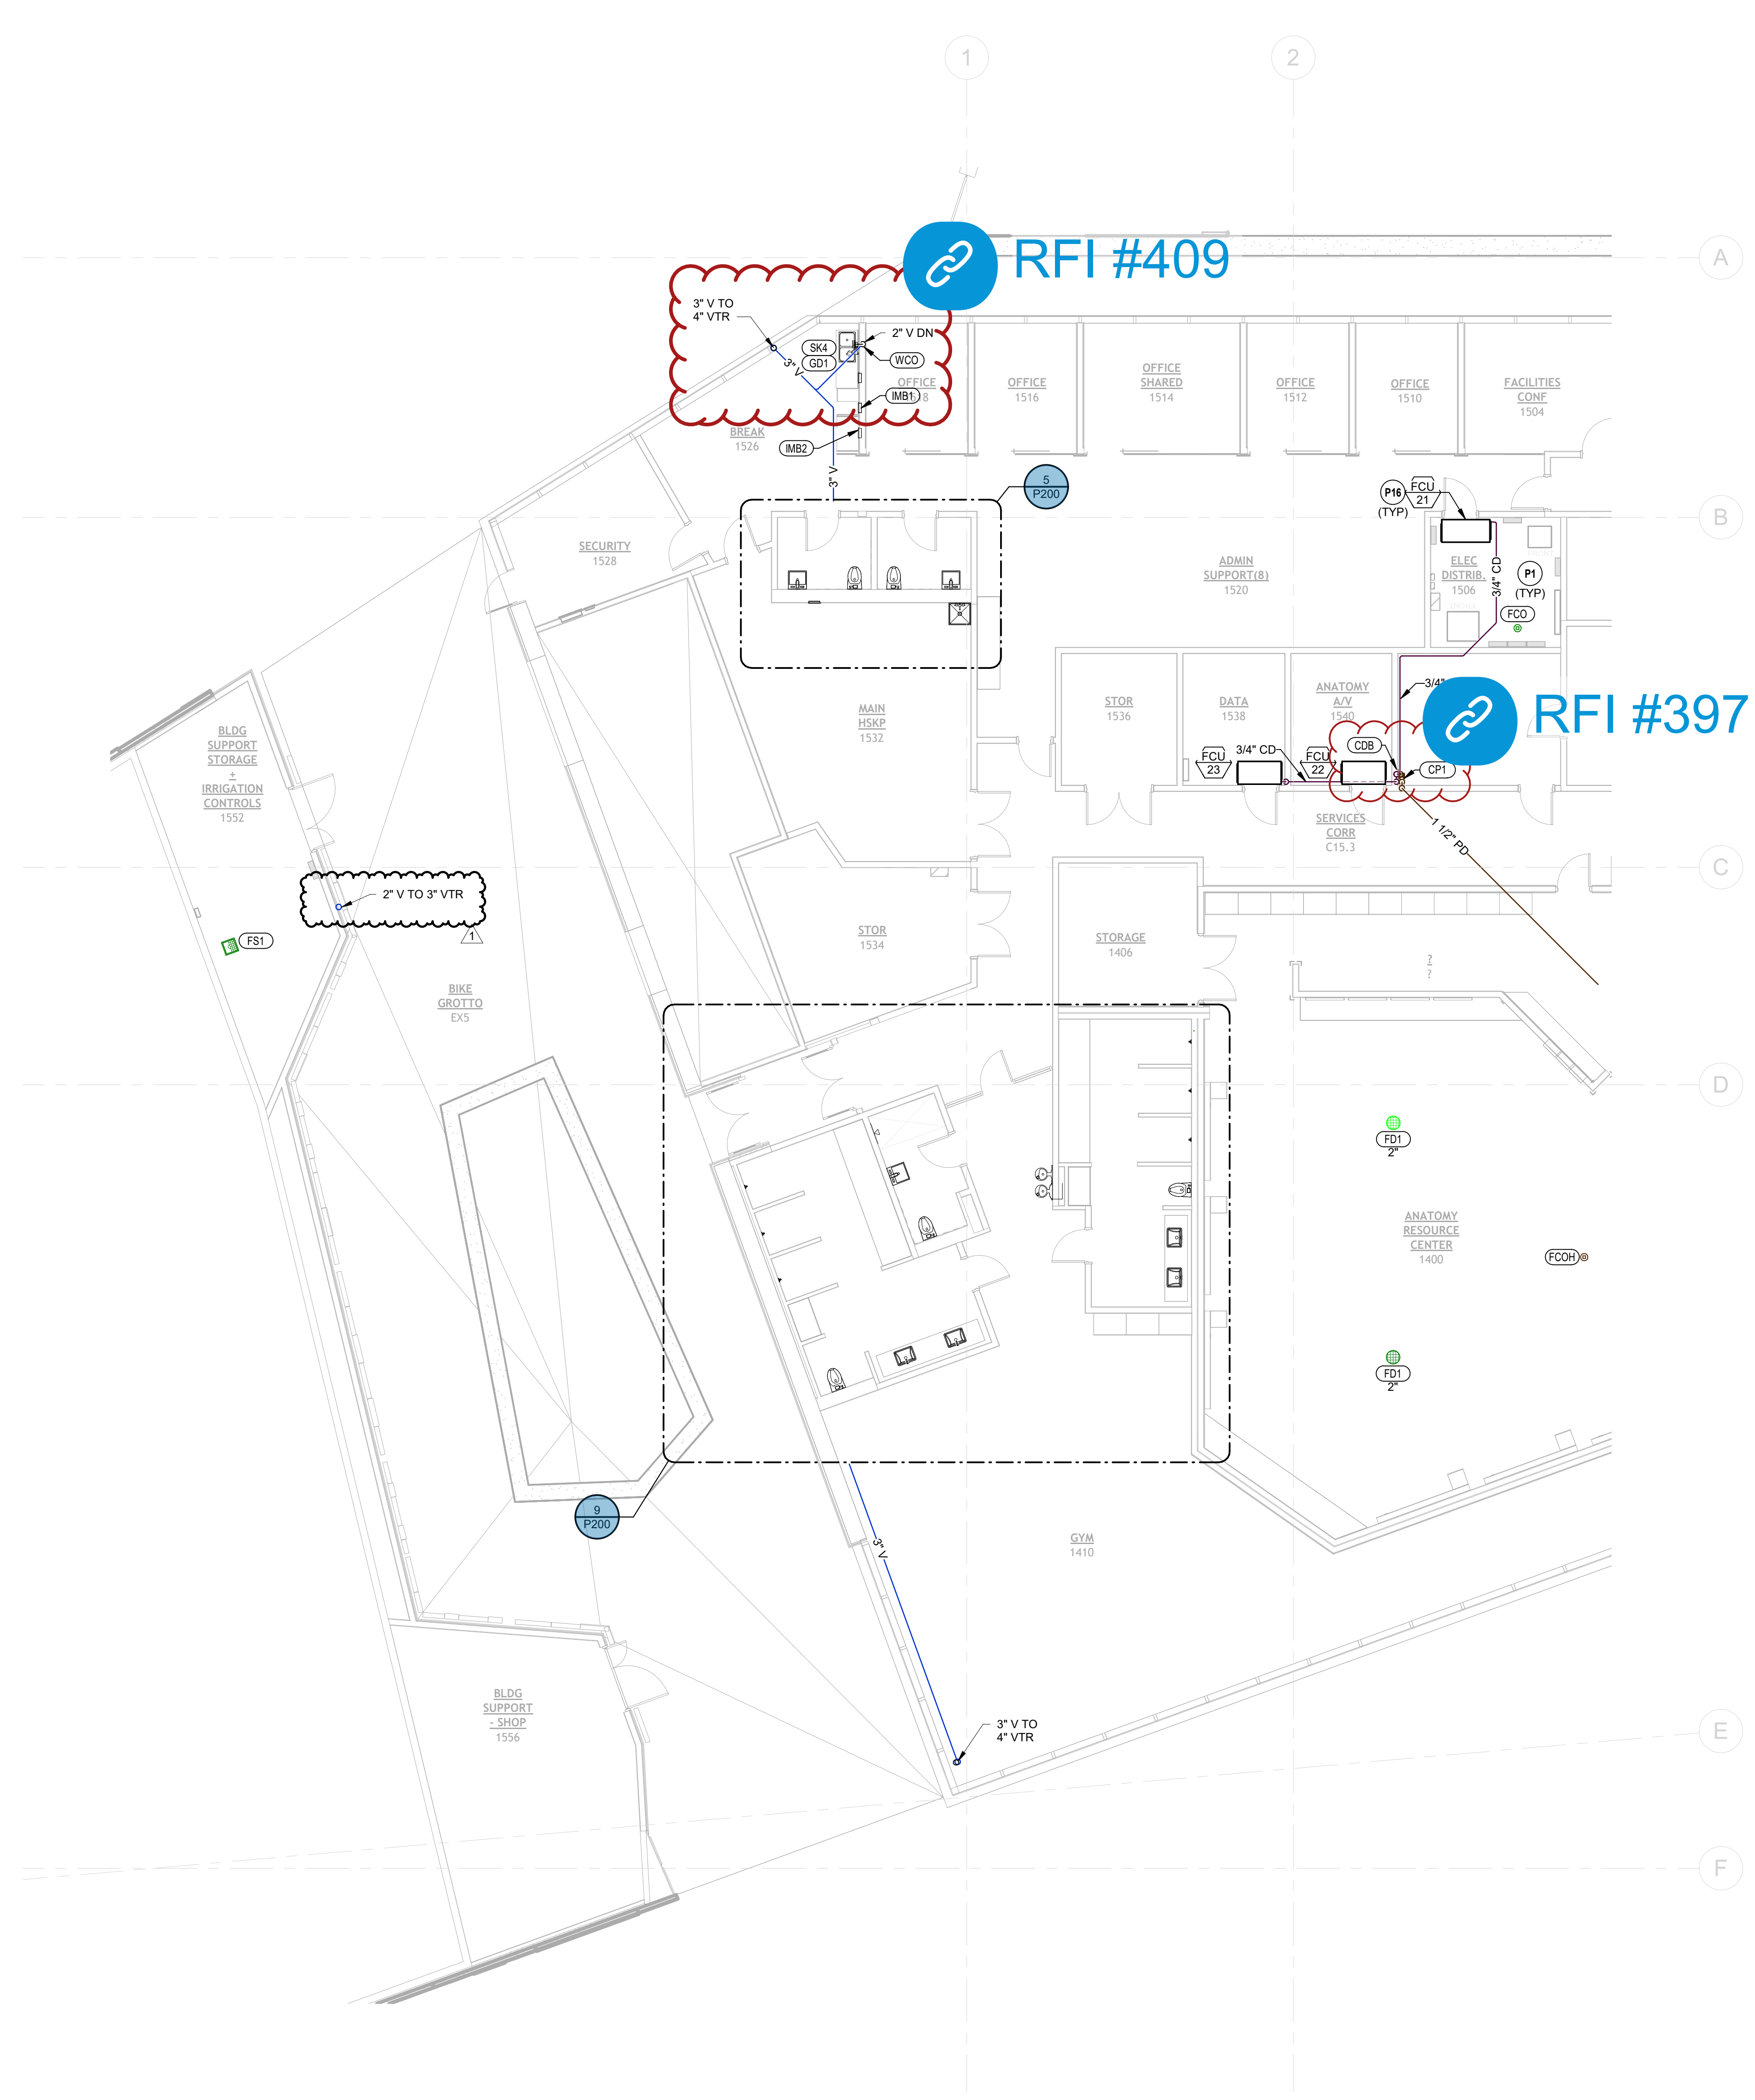 1
2
A
RFI #409
3" V TO
4" VTR
2" V DN
SK4
GD1
WCO
3" V
OFFICE
IMB1
OFFICE
1516
OFFICE
SHARED
1514
OFFICE
1512
OFFICE
1510
FACILITIES
CONF
1504
BREAK
1526
IMB2
3" V
5
P200
P16
(TYP)
FCU
21
B
SECURITY
1528
ADMIN
SUPPORT(8)
1520
ELEC
DISTRIB.
1506
3/4" CD
P1
(TYP)
FCO
BLDG
SUPPORT
STORAGE
+
IRRIGATION
CONTROLS
1552
MAIN
HSKP
1532
STOR
1536
DATA
1538
ANATOMY
A/V
1540
3/4"
RFI #397
FCU
23
3/4" CD
FCU
22
CDB
CP1
SERVICES
CORR
C15.3
1 1/2" PD
C
2" V TO 3" VTR
1
FS1
STOR
1534
STORAGE
1406
?
?
BIKE
GROTTO
EX5
D
FD1
2"
ANATOMY
RESOURCE
CENTER
1400
FCOH
FD1
2"
9
P200
3" V
GYM
1410
BLDG
SUPPORT
- SHOP
1556
3" V TO
4" VTR
E
F